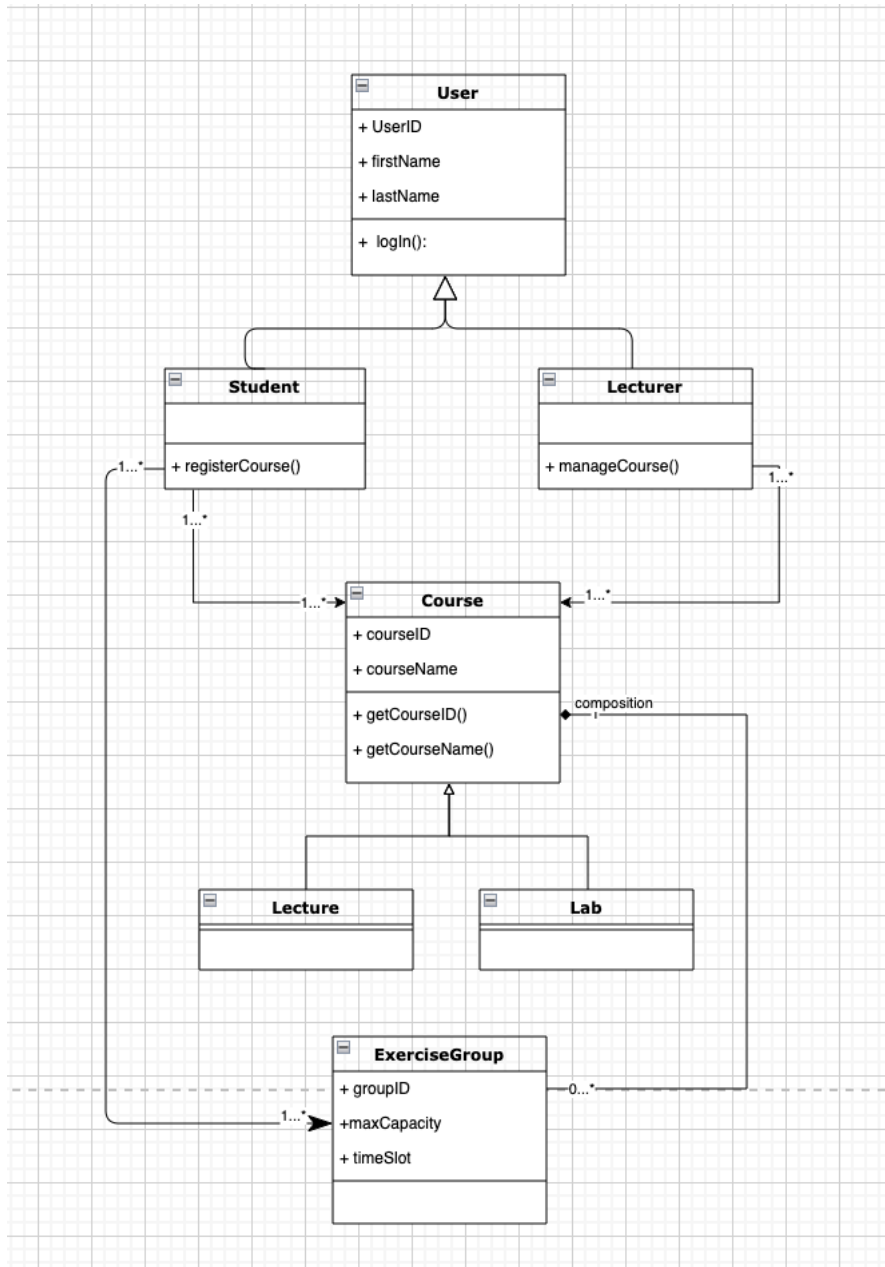 User
+ UserID
+ firstName
+ lastName
+ logIn():
Student
+ registerCourse()
Lecturer
+ manageCourse()
1...*
1...*
1...*
1...*
1...*
Course
+ courseID
+ courseName
+ getCourseID()
+ getCourseName()
composition
Lecture
Lab
ExerciseGroup
+ groupID
+maxCapacity
+ timeSlot
0...*
1...*